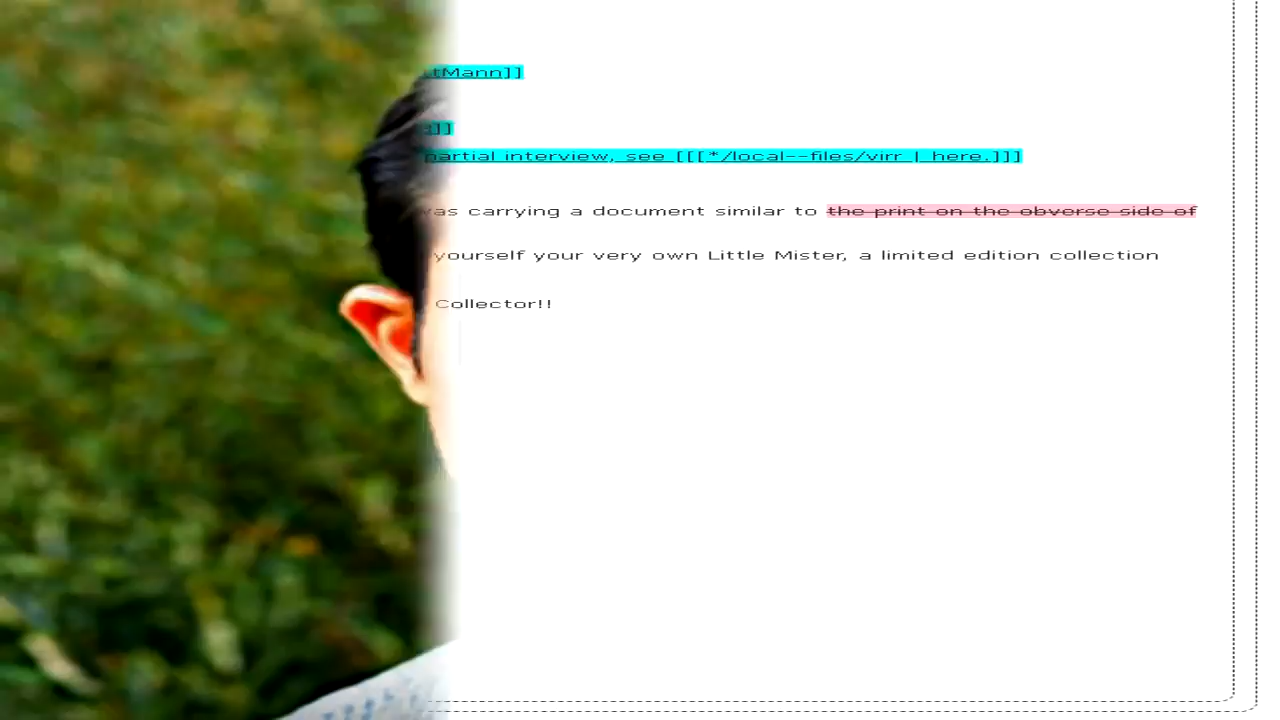 tMann]]
]]
partial interview, see [[[*/local--files/virr | here.]]]
was carrying a document similar to the print on the obverse side of
yourself your very own Little Mister, a limited edition collection
Collector!!